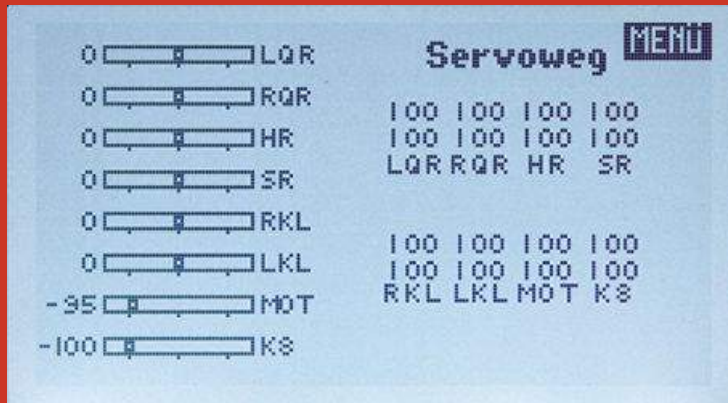 Servoweg MENÜ
0 LQR
0 RQR
0 HR
0 SR
0 RKL
0 LKL
-95 MOT
-100 K8
100 100 100 100
100 100 100 100
LQR RQR HR SR
100 100 100 100
100 100 100 100
RKL LKL MOT K8